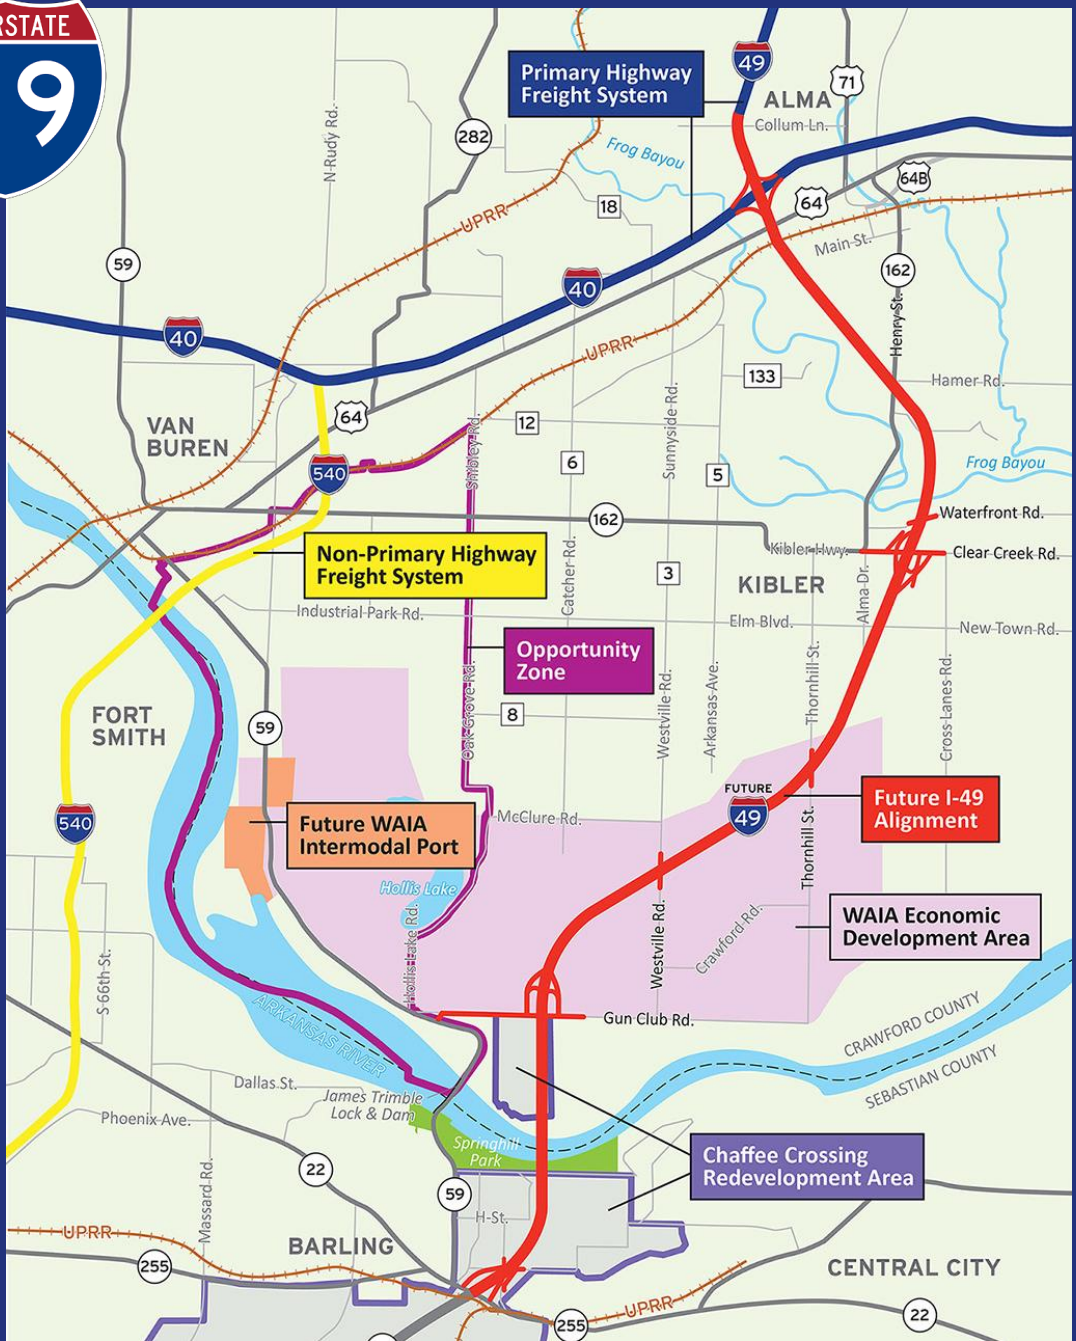 9
Primary Highway
Freight System
49
71
ALMA
Collum Ln.
N-Rudy Rd.
282
Frog Bayou
64B
18
64
UPRR
Main St.
59
162
40
40
Henry St.
UPRR
133
Hamer Rd.
64
VAN
BUREN
12
Shibley Rd.
Sunnyside Rd.
6
5
540
Frog Bayou
162
Waterfront Rd.
Kibler Hwy.
Clear Creek Rd.
Non-Primary Highway
Freight System
Catcher Rd.
3
KIBLER
Alma Dr.
Industrial Park Rd.
Elm Blvd.
New Town Rd.
Opportunity
Zone
Oak Grove Rd.
Westville Rd.
Arkansas Ave.
Thornhill St.
Cross Lanes Rd.
8
FORT
SMITH
59
FUTURE
49
Future I-49
Alignment
540
Future WAIA
Intermodal Port
McClure Rd.
Thornhill St.
Hollis Lake
Hollis Lake Rd.
WAIA Economic
Development Area
Westville Rd.
Crawford Rd.
S-66th St.
ARKANSAS RIVER
Gun Club Rd.
CRAWFORD COUNTY
SEBASTIAN COUNTY
Dallas St.
James Trimble
Lock & Dam
Phoenix Ave.
Springhill
Park
Chaffee Crossing
Redevelopment Area
22
Massard Rd.
59
H-St.
UPRR
BARLING
255
CENTRAL CITY
UPRR
255
22